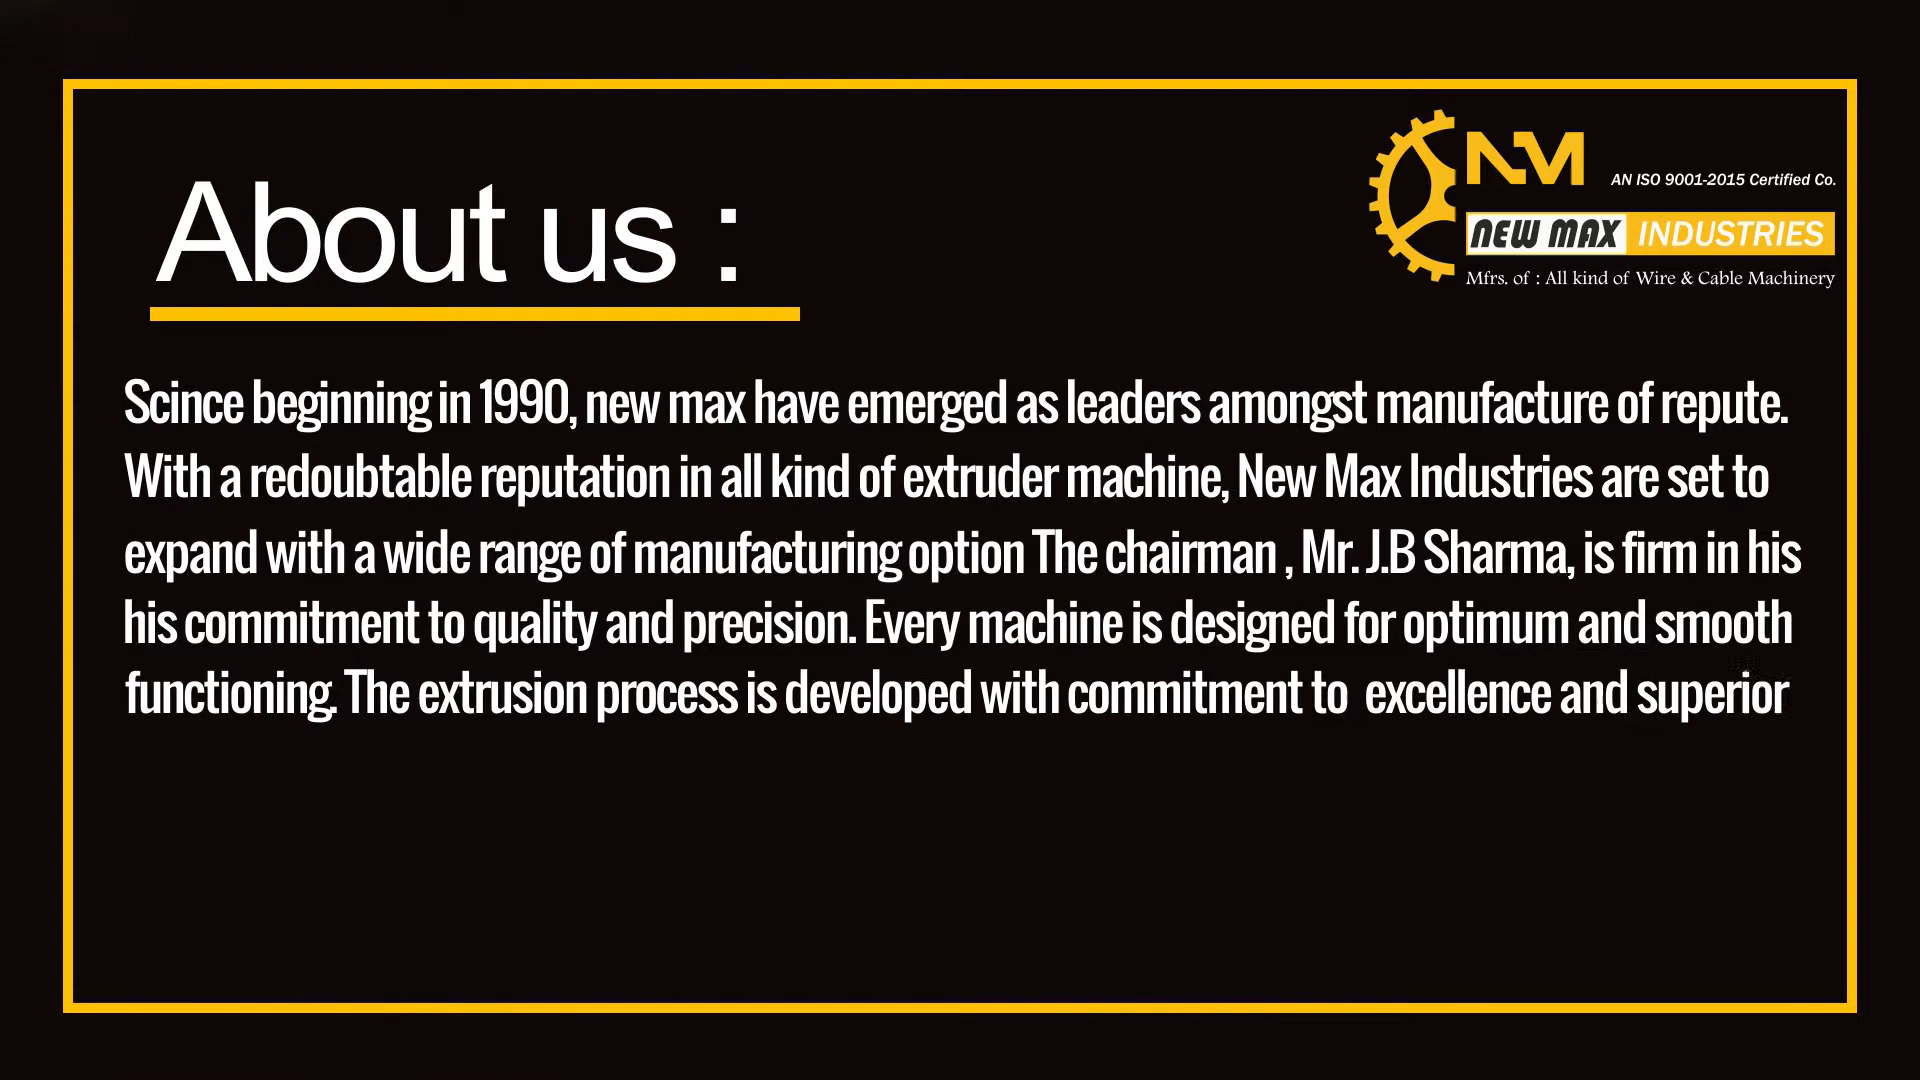 NM
AN ISO 9001-2015 Certified Co.
NEW MAX INDUSTRIES
Mfrs. of : All kind of Wire & Cable Machinery
About us :
Scince beginning in 1990, new max have emerged as leaders amongst manufacture of repute.
With a redoubtable reputation in all kind of extruder machine, New Max Industries are set to
expand with a wide range of manufacturing option The chairman , Mr. J.B Sharma, is firm in his
his commitment to quality and precision. Every machine is designed for optimum and smooth
functioning. The extrusion process is developed with commitment to excellence and superior